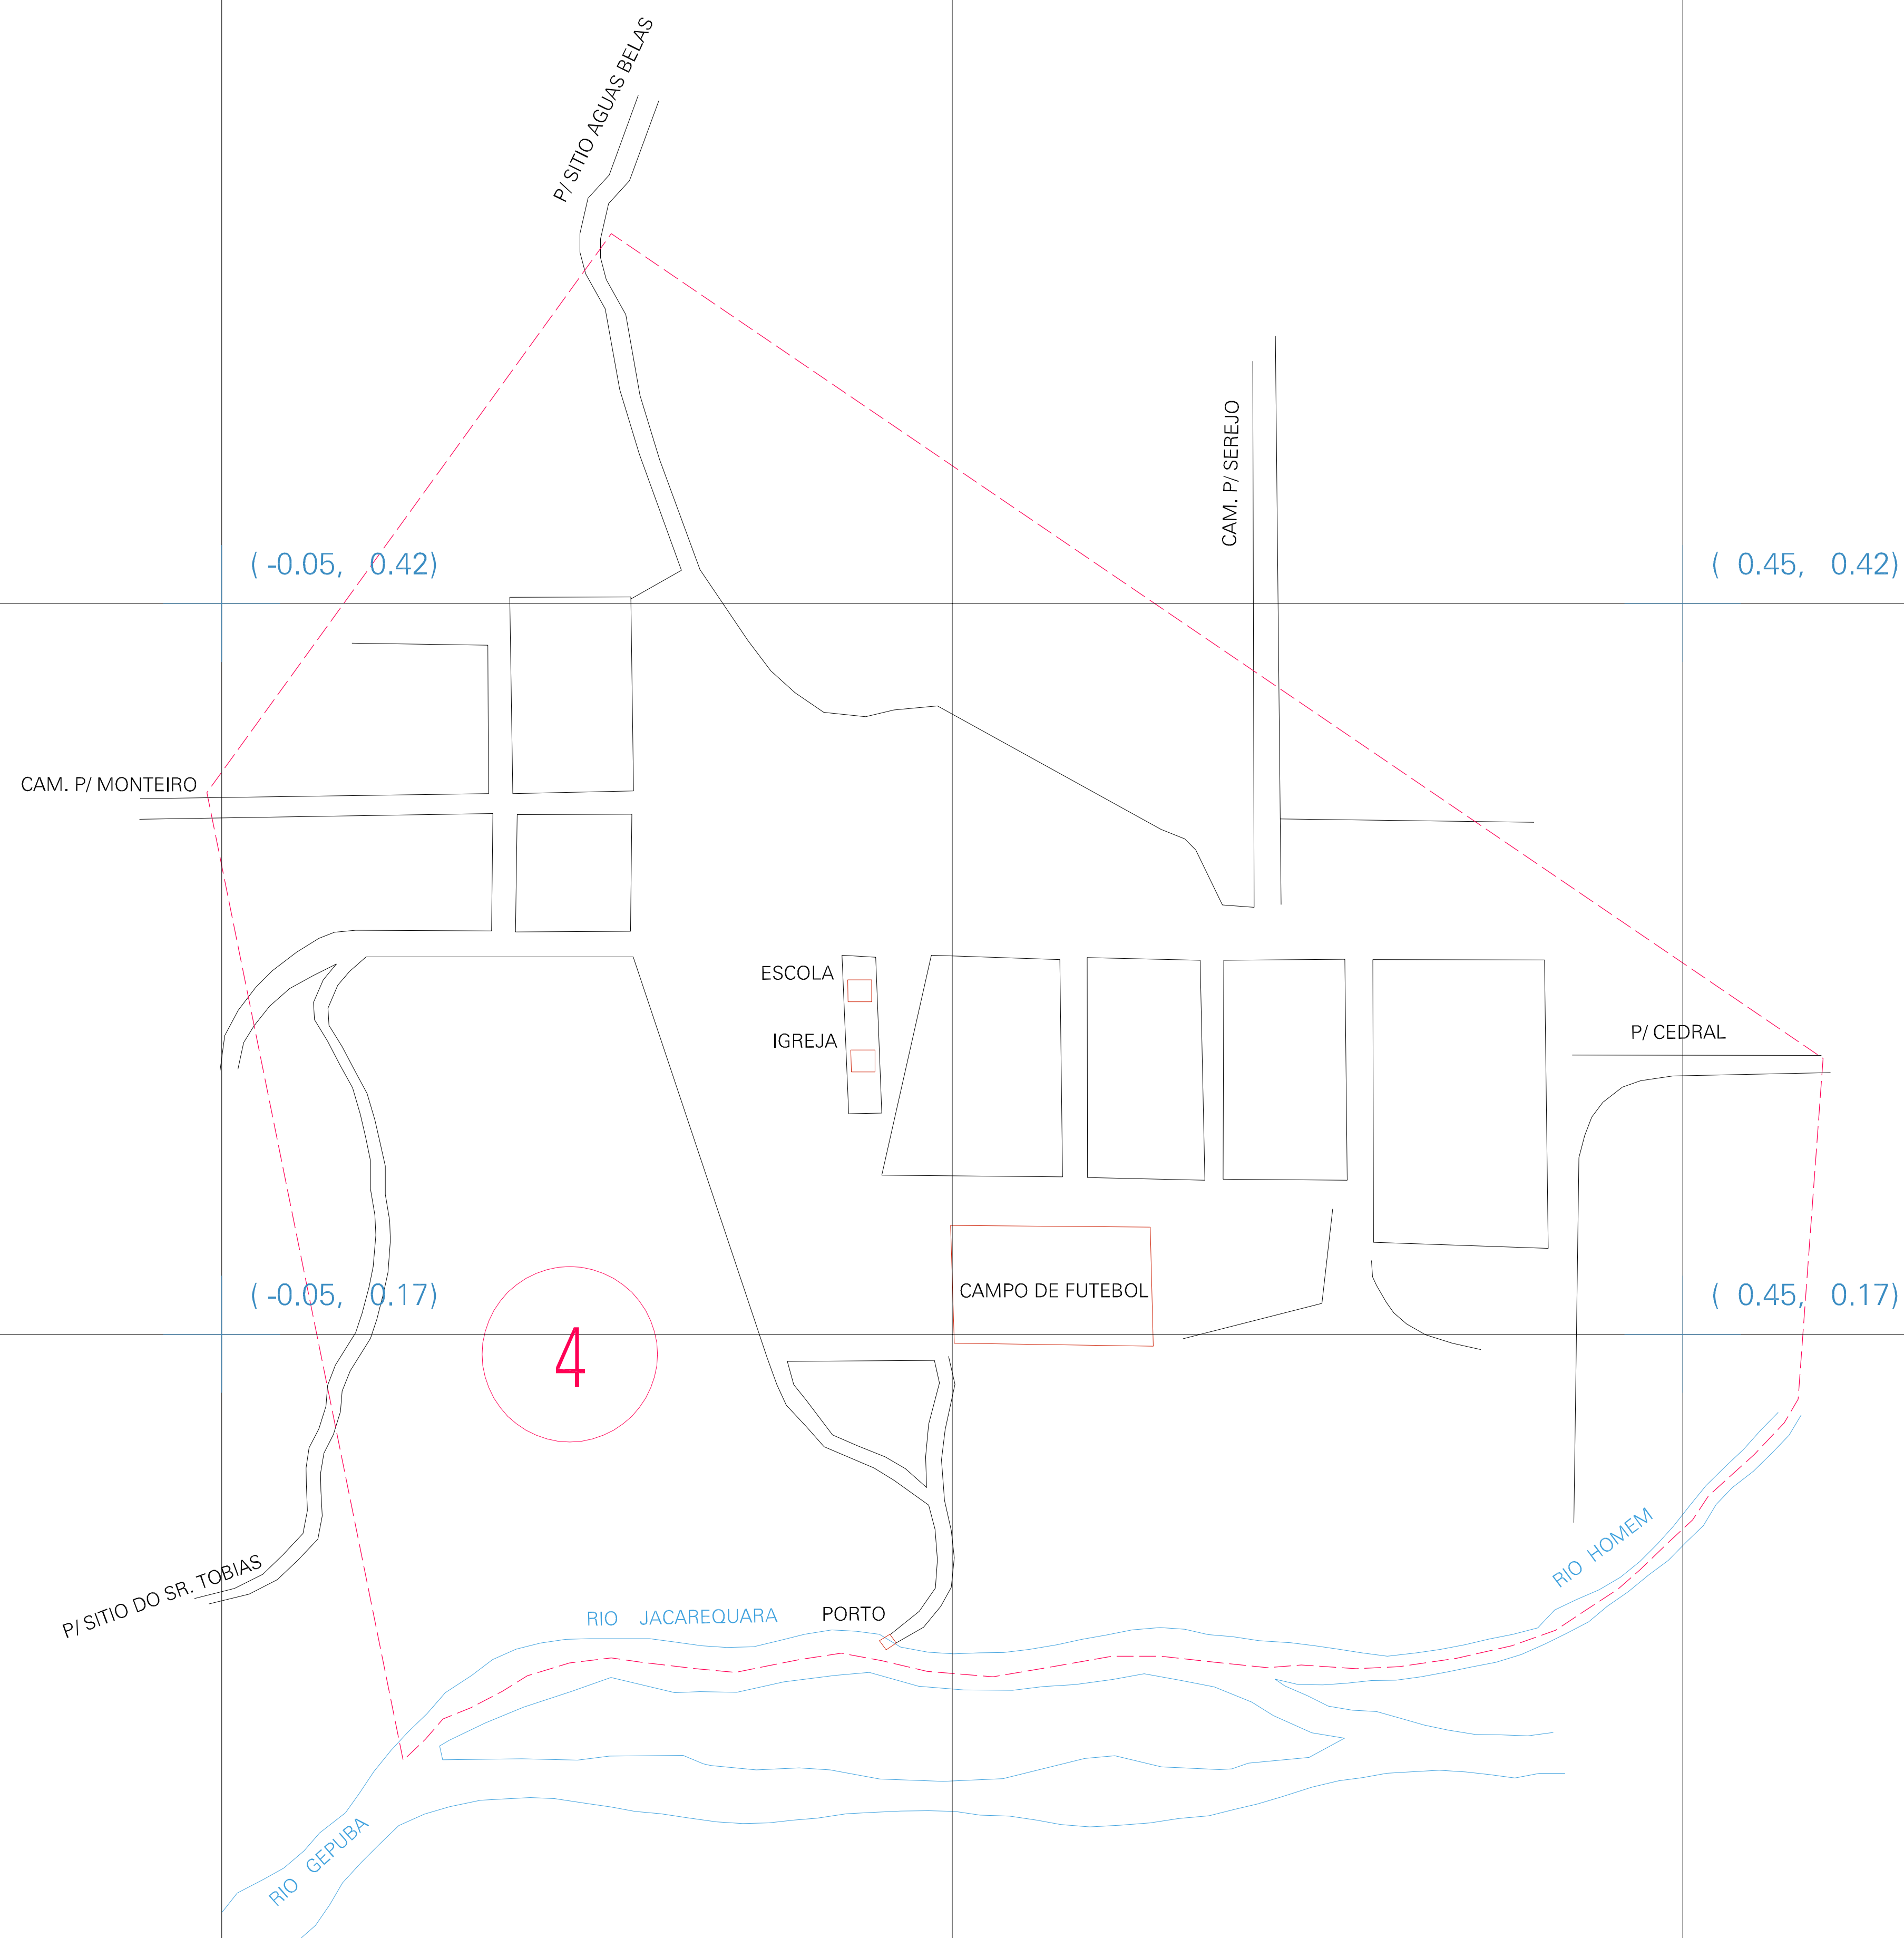 P/ SITIO AGUAS BELAS
CAM. P/ SEREJO
( -0.05, 0.42)
( 0.45, 0.42)
CAM. P/ MONTEIRO
ESCOLA
IGREJA
P/ CEDRAL
( -0.05, 0.17)
CAMPO DE FUTEBOL
( 0.45, 0.17)
4
P/ SITIO DO SR. TOBIAS
RIO JACAREQUARA
PORTO
RIO HOMEM
RIO GEPUBA